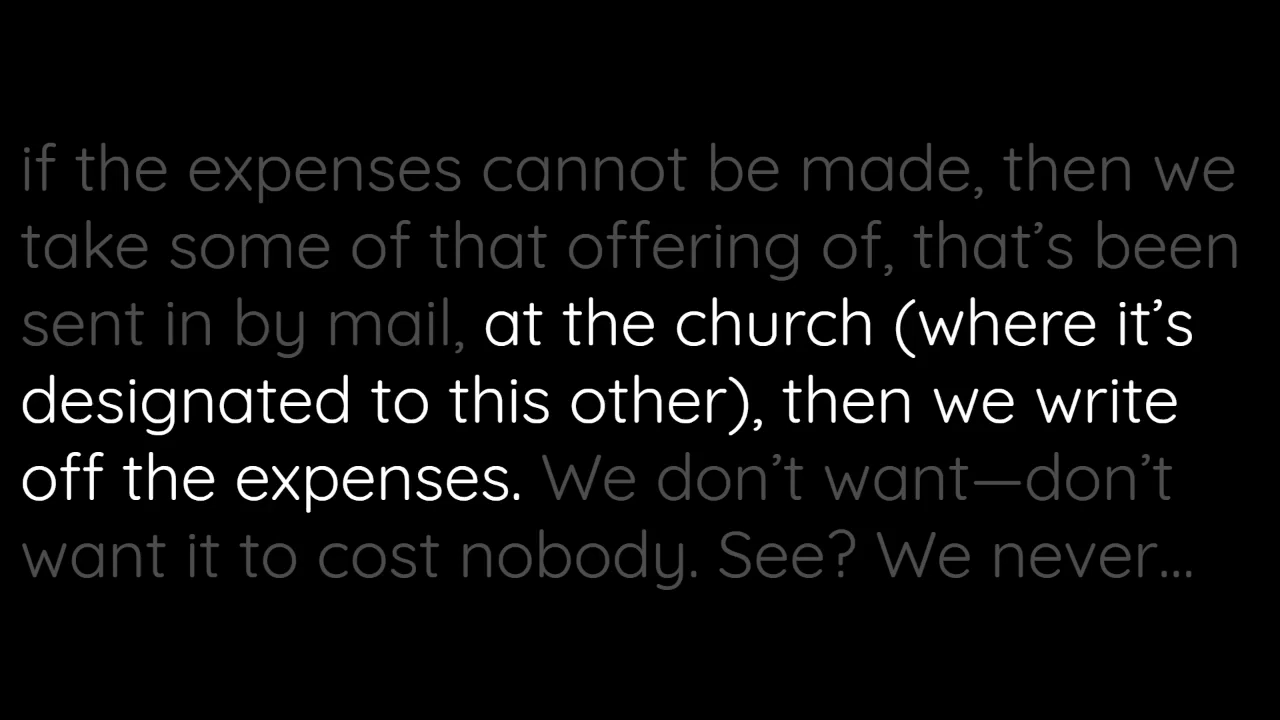 if the expenses cannot be made, then we
take some of that offering of, that’s been
sent in by mail, at the church (where it’s
designated to this other), then we write
off the expenses. We don’t want—don’t
want it to cost nobody. See? We never...